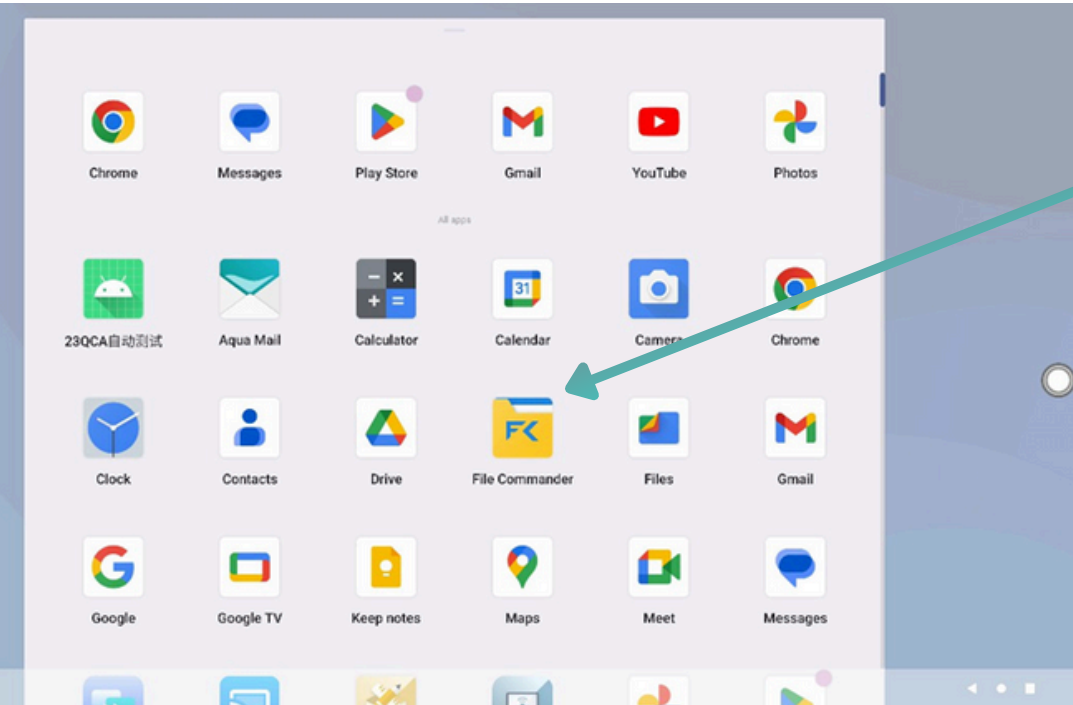 Chrome
Messages
Play Store
Gmail
YouTube
Photos
All apps
31
23QCA自动测试
Aqua Mail
Calculator
Calendar
Camera
Chrome
Clock
Contacts
Drive
File Commander
Files
Gmail
Google
Google TV
Keep notes
Maps
Meet
Messages